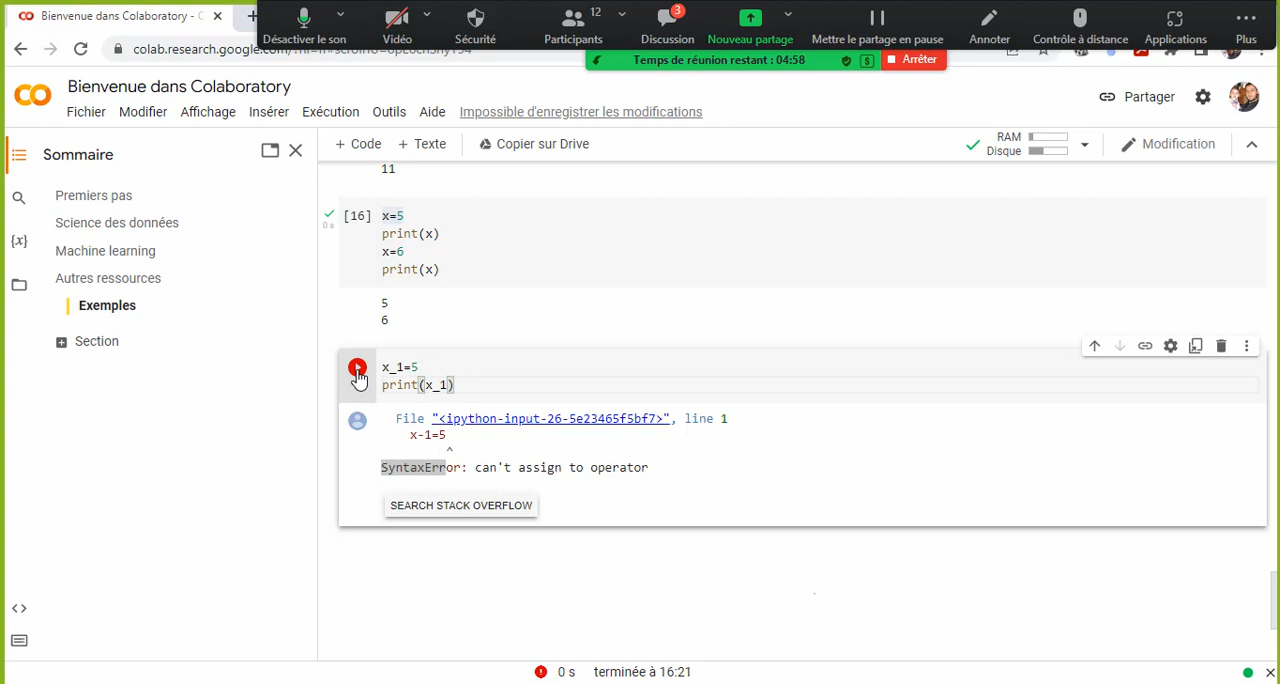 Bienvenue dans Colaboratory - C
Désactiver le son
Vidéo
Sécurité
12
Participants
3
Discussion
Nouveau partage
Mettre le partage en pause
Annoter
Contrôle à distance
Applications
Plus
colab.research.google.
Temps de réunion restant : 04:58
$
Arrêter
Bienvenue dans Colaboratory
Fichier Modifier Affichage Insérer Exécution Outils Aide Impossible d'enregistrer les modifications
Partager
Sommaire
+ Code + Texte Copier sur Drive
RAM
Disque
Modification
Premiers pas
Science des données
{x}
Machine learning
Autres ressources
Exemples
Section
11
[16] x=5
0 s
print(x)
x=6
print(x)
5
6
x_1=5
print(x_1)
File "<ipython-input-26-5e23465f5bf7>", line 1
x-1=5
^
SyntaxError: can't assign to operator
SEARCH STACK OVERFLOW
<>
0 s terminée à 16:21